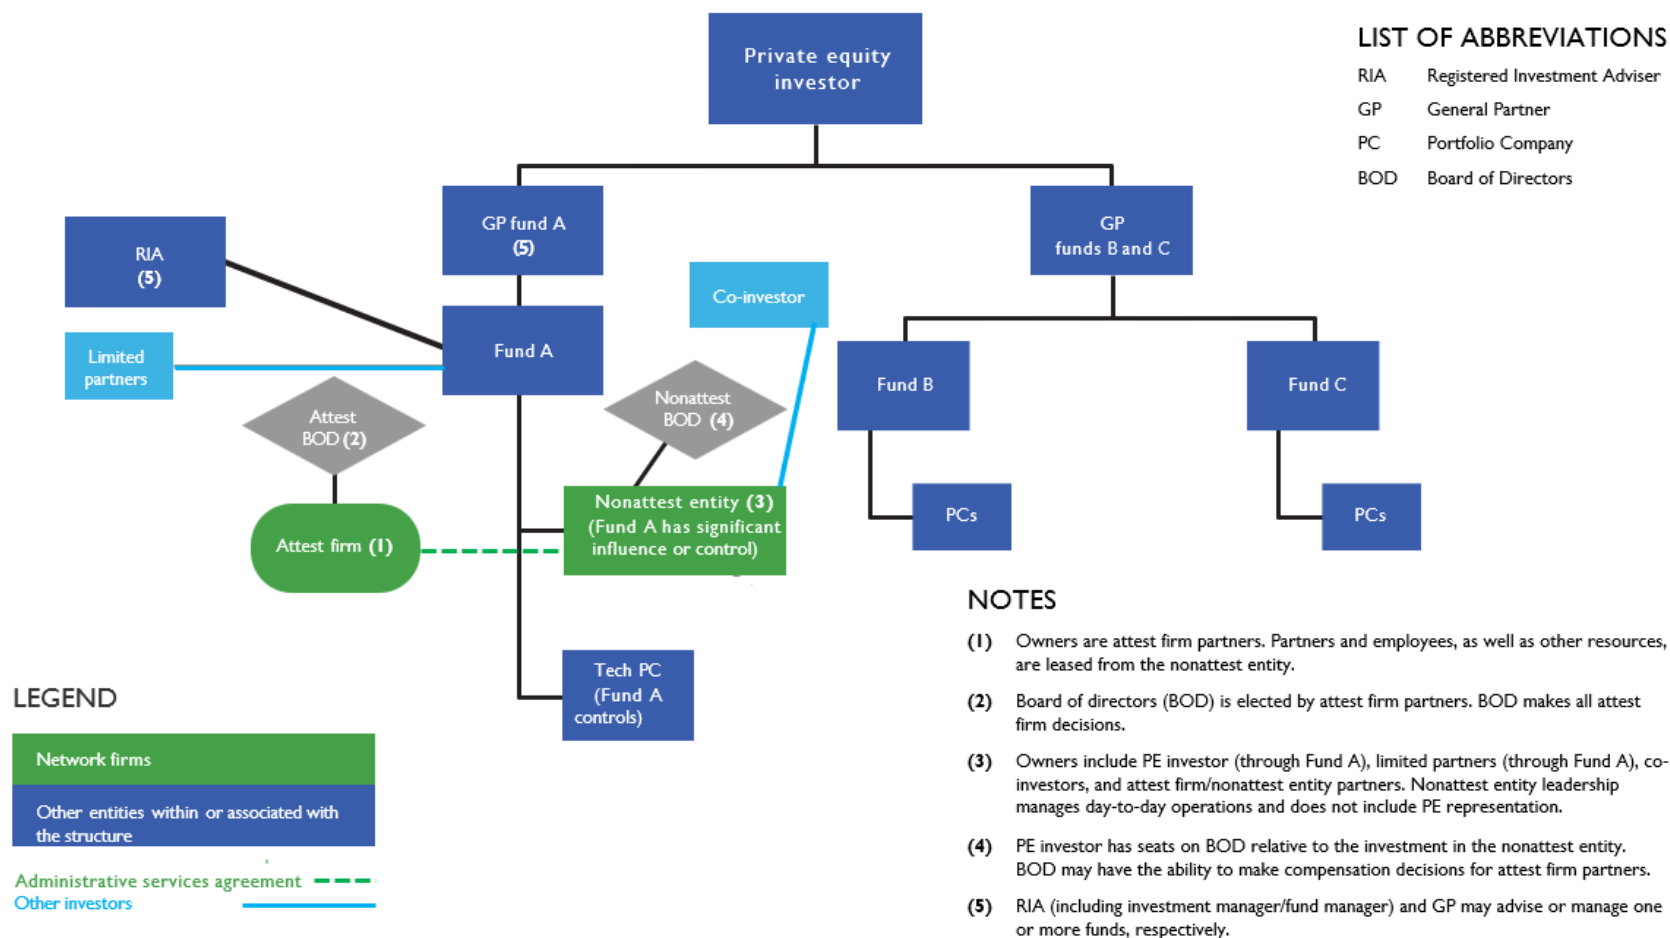 Private equity
investor
LIST OF ABBREVIATIONS
RIA Registered Investment Adviser
GP General Partner
PC Portfolio Company
BOD Board of Directors
GP fund A
(5)
GP
funds B and C
RIA
(5)
Co-investor
Limited
partners
Fund A
Fund B
Fund C
Attest
BOD (2)
Nonattest
BOD (4)
Nonattest entity (3)
(Fund A has significant
influence or control)
Attest firm (1)
PCs
PCs
Tech PC
(Fund A
controls)
LEGEND
Network firms
Other entities within or associated with
the structure
Administrative services agreement
Other investors
NOTES
(1) Owners are attest firm partners. Partners and employees, as well as other resources,
are leased from the nonattest entity.
(2) Board of directors (BOD) is elected by attest firm partners. BOD makes all attest
firm decisions.
(3) Owners include PE investor (through Fund A), limited partners (through Fund A), co-
investors, and attest firm/nonattest entity partners. Nonattest entity leadership
manages day-to-day operations and does not include PE representation.
(4) PE investor has seats on BOD relative to the investment in the nonattest entity.
BOD may have the ability to make compensation decisions for attest firm partners.
(5) RIA (including investment manager/fund manager) and GP may advise or manage one
or more funds, respectively.